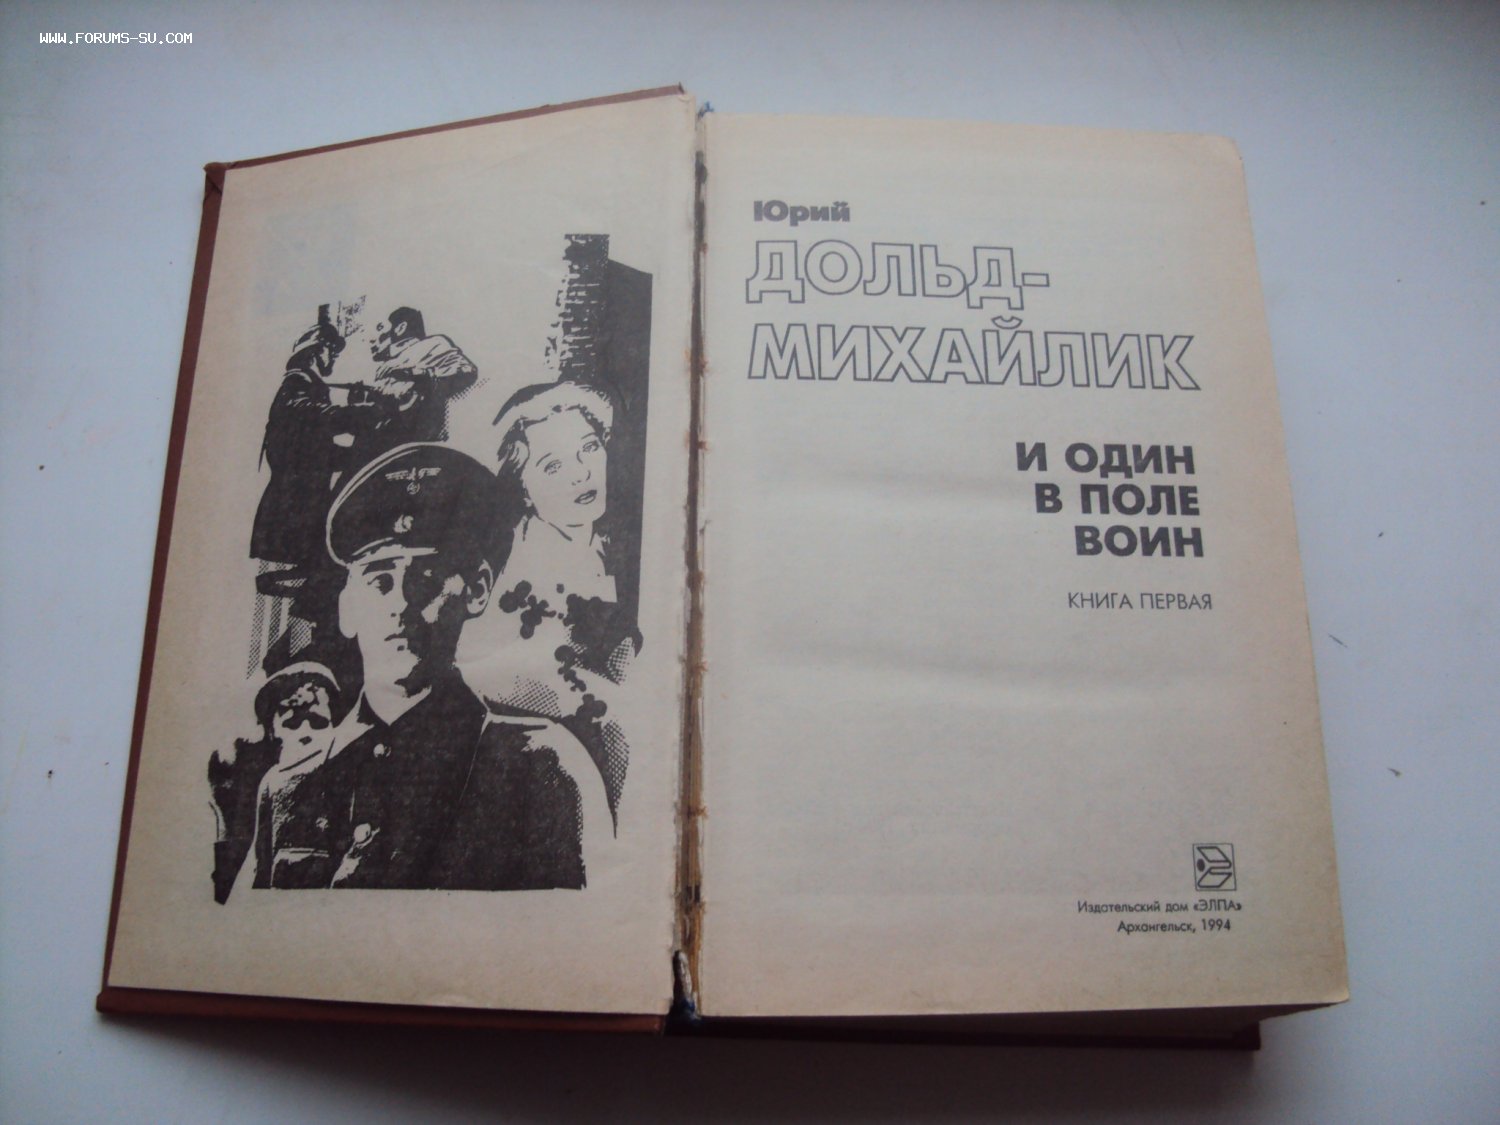 WWW.FORUMS-SU.COM
Юрий
ДОЛЬД-
МИХАЙЛИК
И ОДИН
В ПОЛЕ
ВОИН
КНИГА ПЕРВАЯ
Издательский дом «ЭЛПА»
Архангельск, 1994